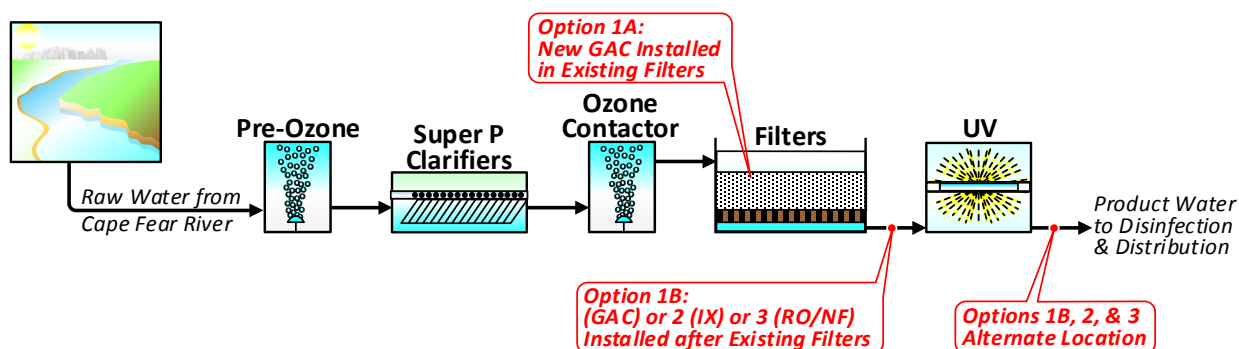 Option 1A:
New GAC Installed
in Existing Filters
Pre-Ozone
Super P
Clarifiers
Ozone
Contactor
Filters
UV
Raw Water from
Cape Fear River
Product Water
to Disinfection
& Distribution
Option 1B:
(GAC) or 2 (IX) or 3 (RO/NF)
Installed after Existing Filters
Options 1B, 2, & 3
Alternate Location